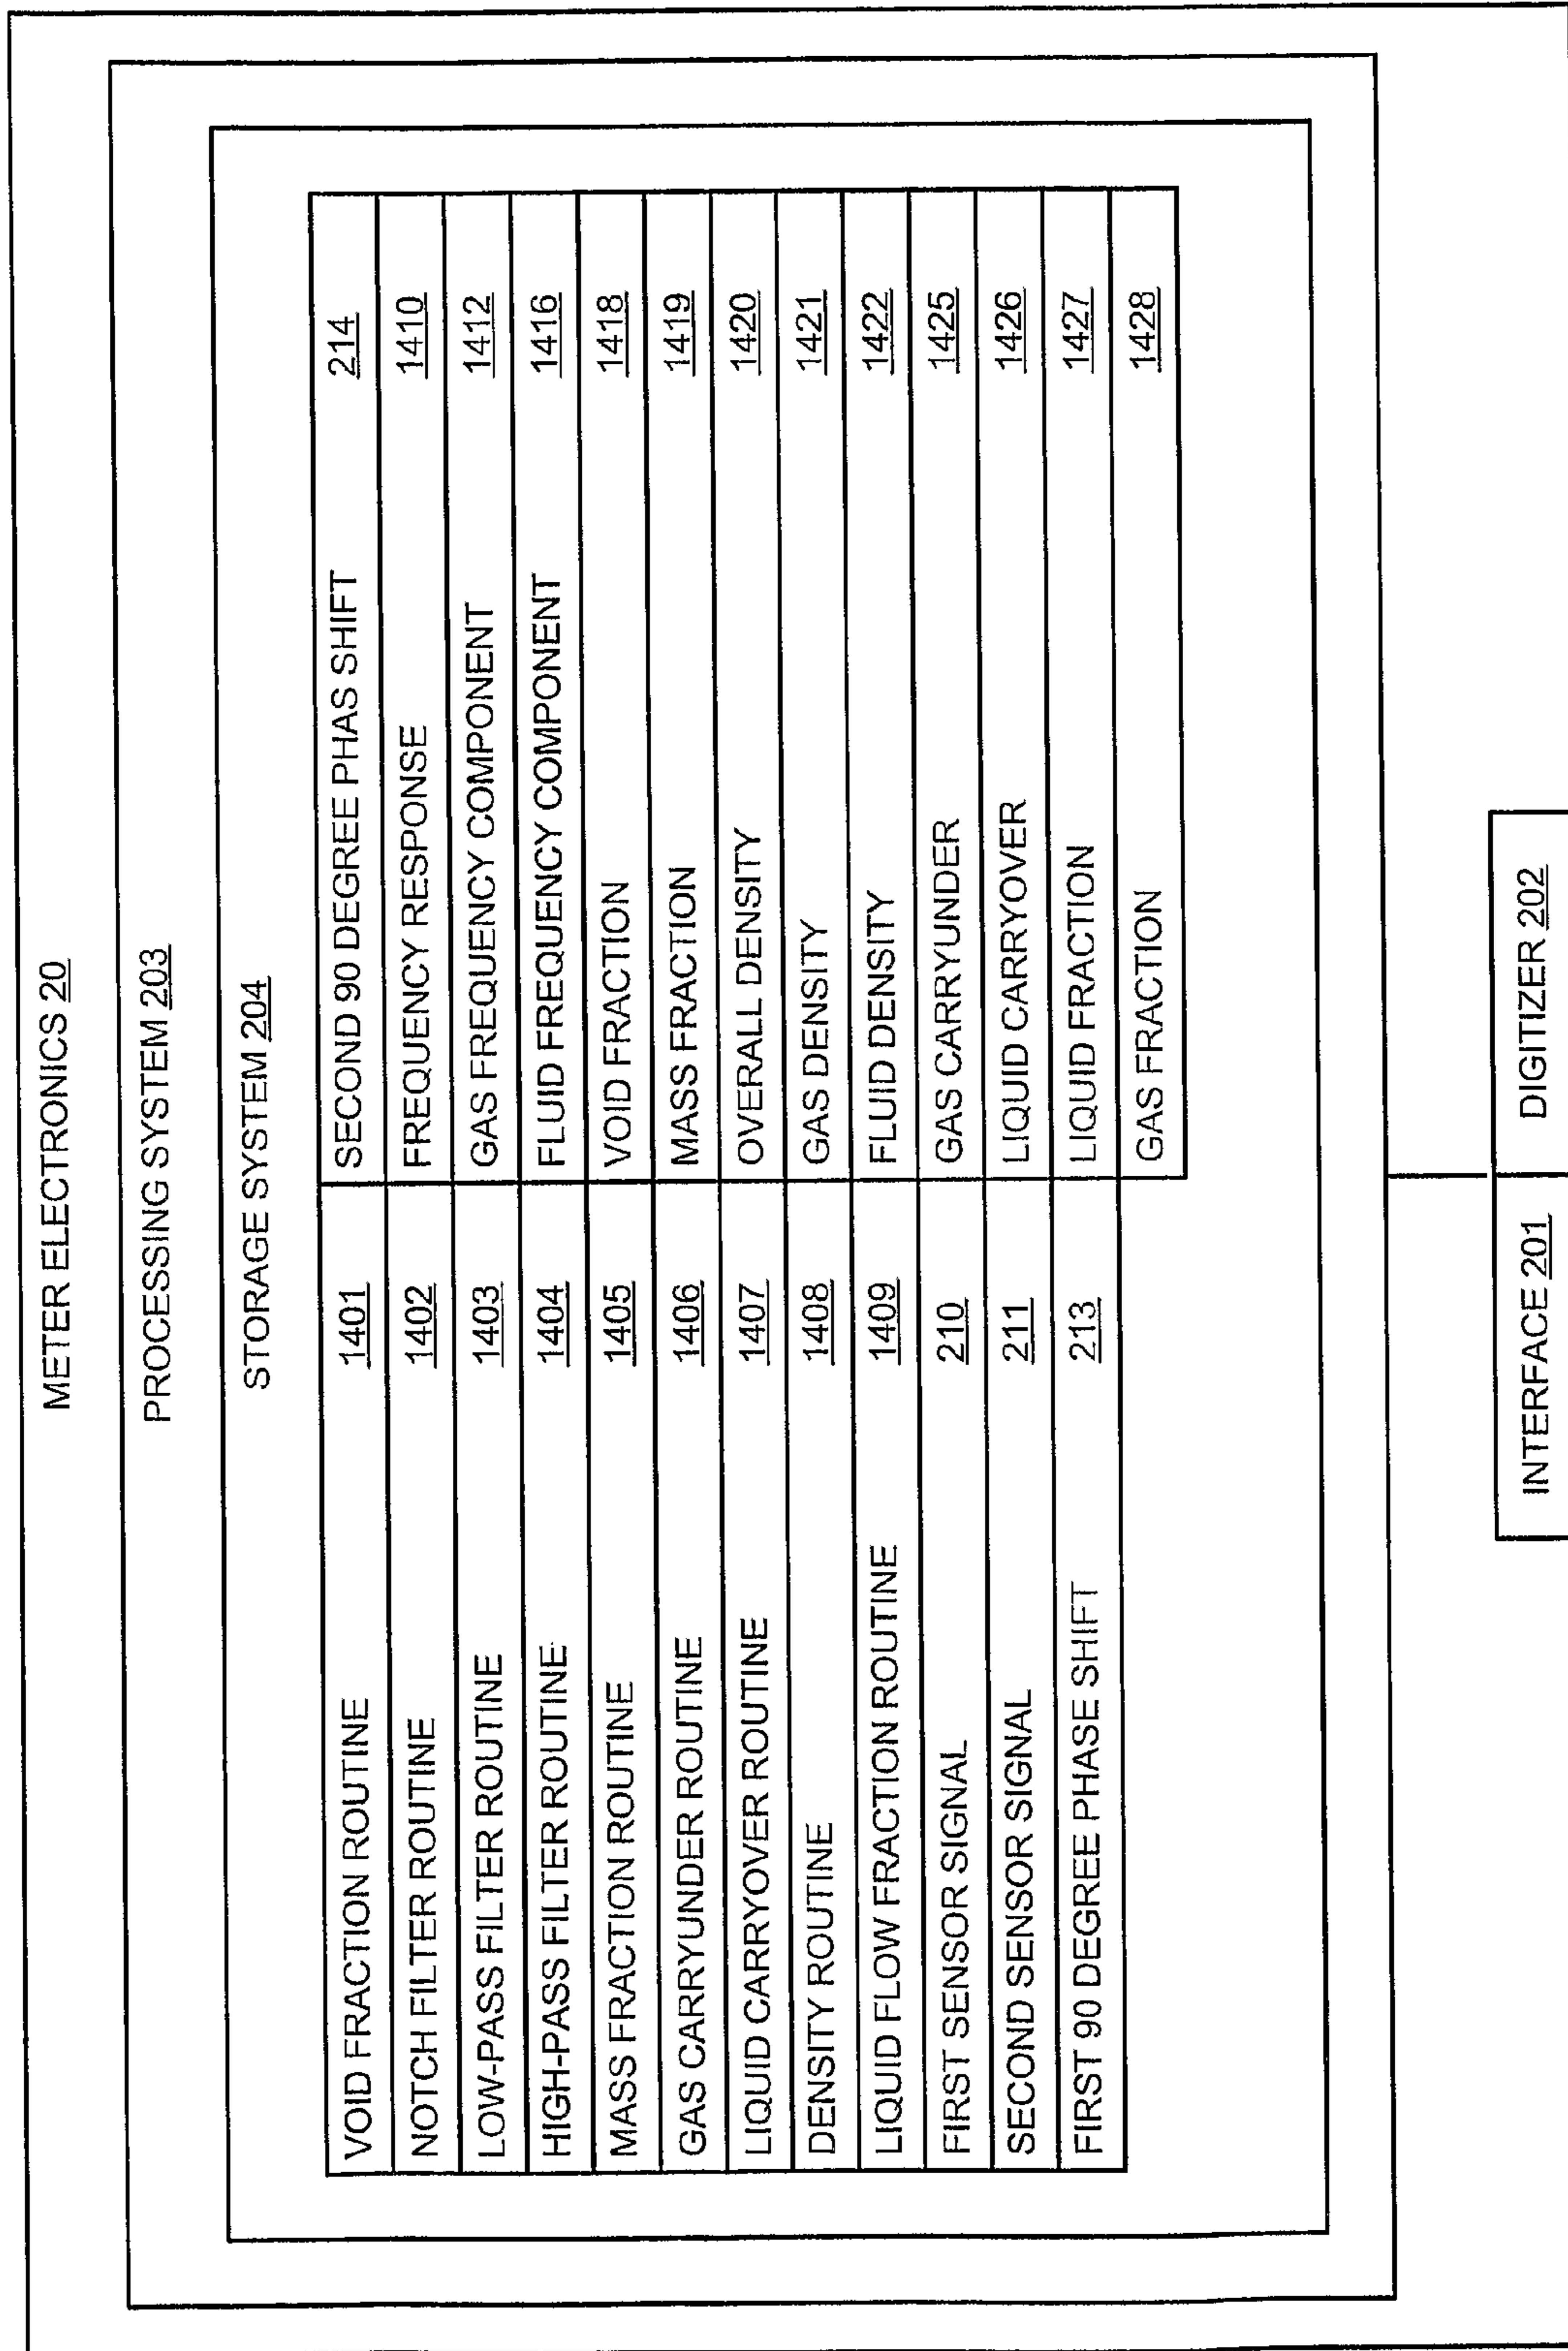 METER ELECTRONICS 20
PROCESSING SYSTEM 203
STORAGE SYSTEM 204
VOID FRACTION ROUTINE 1401
NOTCH FILTER ROUTINE 1402
LOW-PASS FILTER ROUTINE 1403
HIGH-PASS FILTER ROUTINE 1404
MASS FRACTION ROUTINE 1405
GAS CARRYUNDER ROUTINE 1406
LIQUID CARRYOVER ROUTINE 1407
DENSITY ROUTINE 1408
LIQUID FLOW FRACTION ROUTINE 1409
FIRST SENSOR SIGNAL 210
SECOND SENSOR SIGNAL 211
FIRST 90 DEGREE PHASE SHIFT 213
SECOND 90 DEGREE PHAS SHIFT 214
FREQUENCY RESPONSE 1410
GAS FREQUENCY COMPONENT 1412
FLUID FREQUENCY COMPONENT 1416
VOID FRACTION 1418
MASS FRACTION 1419
OVERALL DENSITY 1420
GAS DENSITY 1421
FLUID DENSITY 1422
GAS CARRYUNDER 1425
LIQUID CARRYOVER 1426
LIQUID FRACTION 1427
GAS FRACTION 1428
INTERFACE 201
DIGITIZER 202